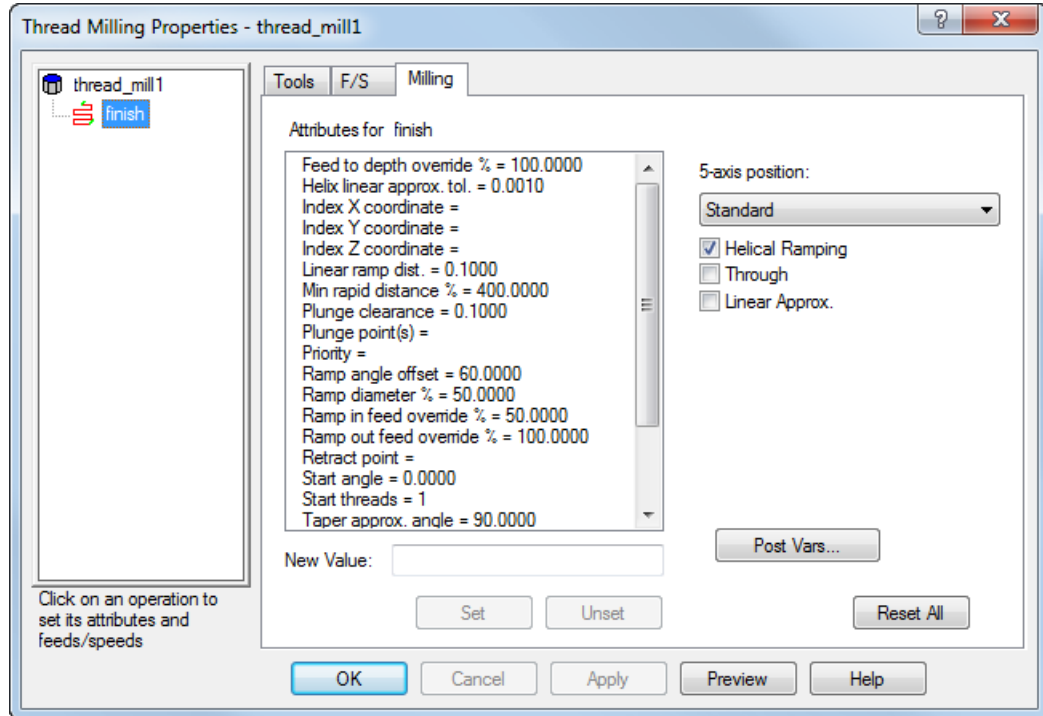 Thread Milling Properties - thread_mill1
thread_mill1
finish
Click on an operation to
set its attributes and
feeds/speeds
Tools
F/S
Milling
Attributes for finish
Feed to depth override % = 100.0000
Helix linear approx. tol. = 0.0010
Index X coordinate =
Index Y coordinate =
Index Z coordinate =
Linear ramp dist. = 0.1000
Min rapid distance % = 400.0000
Plunge clearance = 0.1000
Plunge point(s) =
Priority =
Ramp angle offset = 60.0000
Ramp diameter % = 50.0000
Ramp in feed override % = 50.0000
Ramp out feed override % = 100.0000
Retract point =
Start angle = 0.0000
Start threads = 1
Taper approx. angle = 90.0000
New Value:
Set
Unset
5-axis position:
Standard
Helical Ramping
Through
Linear Approx.
Post Vars...
Reset All
OK
Cancel
Apply
Preview
Help